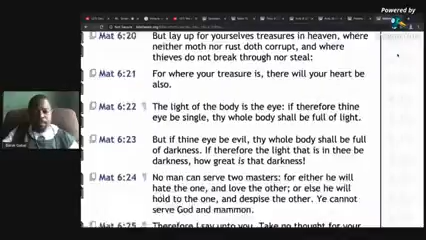 Powered by
Mat 6:20 But lay up for yourselves treasures in heaven, where
neither moth nor rust doth corrupt, and where
thieves do not break through nor steal:
Mat 6:21 For where your treasure is, there will your heart be
also.
Mat 6:22 ¶ The light of the body is the eye: if therefore thine
eye be single, thy whole body shall be full of light.
Mat 6:23 But if thine eye be evil, thy whole body shall be full
of darkness. If therefore the light that is in thee be
darkness, how great is that darkness!
Mat 6:24 ¶ No man can serve two masters: for either he will
hate the one, and love the other; or else he will
hold to the one, and despise the other. Ye cannot
serve God and mammon.
Mat 6:25 ¶ Therefore I say unto you, Take no thought for your